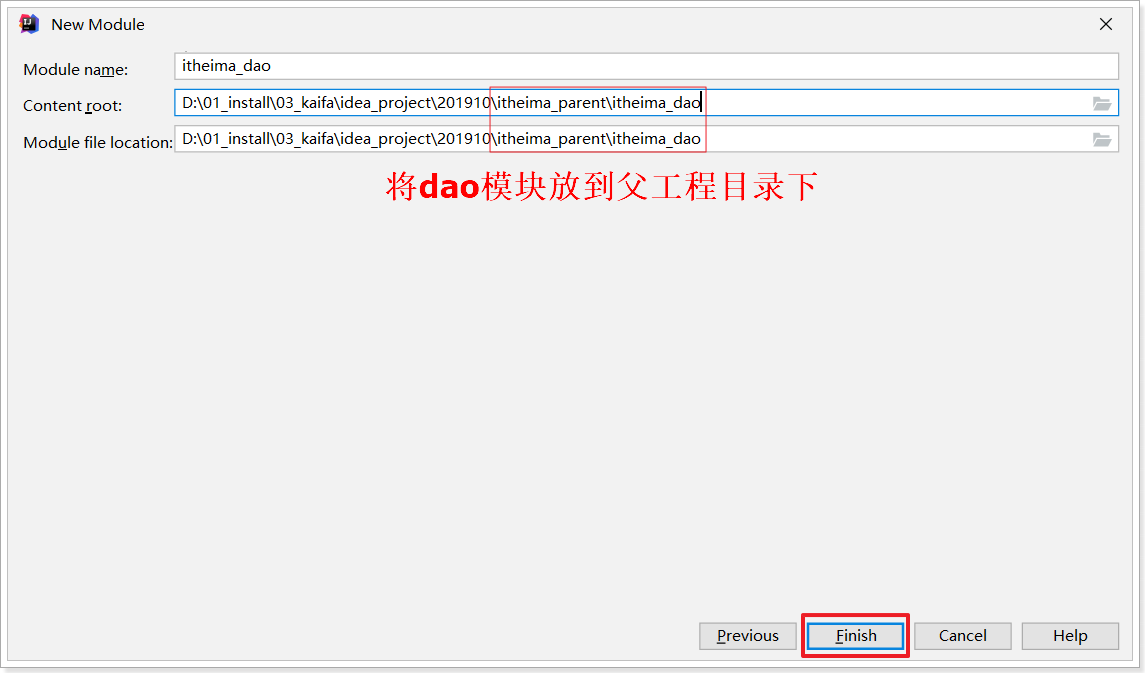 New Module
Module name:
itheima_dao
Content root:
D:\01_install\03_kaifa\idea_project\201910\itheima_parent\itheima_dao
Module file location:
D:\01_install\03_kaifa\idea_project\201910\itheima_parent\itheima_dao
将dao模块放到父工程目录下
Previous
Finish
Cancel
Help